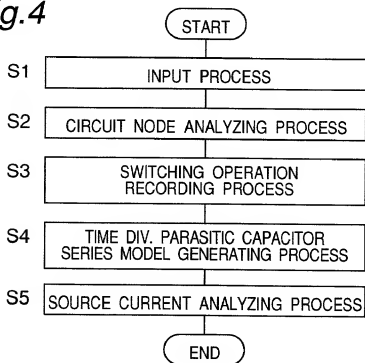 g.4
START
S1 INPUT PROCESS
S2 CIRCUIT NODE ANALYZING PROCESS
S3 SWITCHING OPERATION
RECORDING PROCESS
S4 TIME DIV. PARASITIC CAPACITOR
SERIES MODEL GENERATING PROCESS
S5 SOURCE CURRENT ANALYZING PROCESS
END